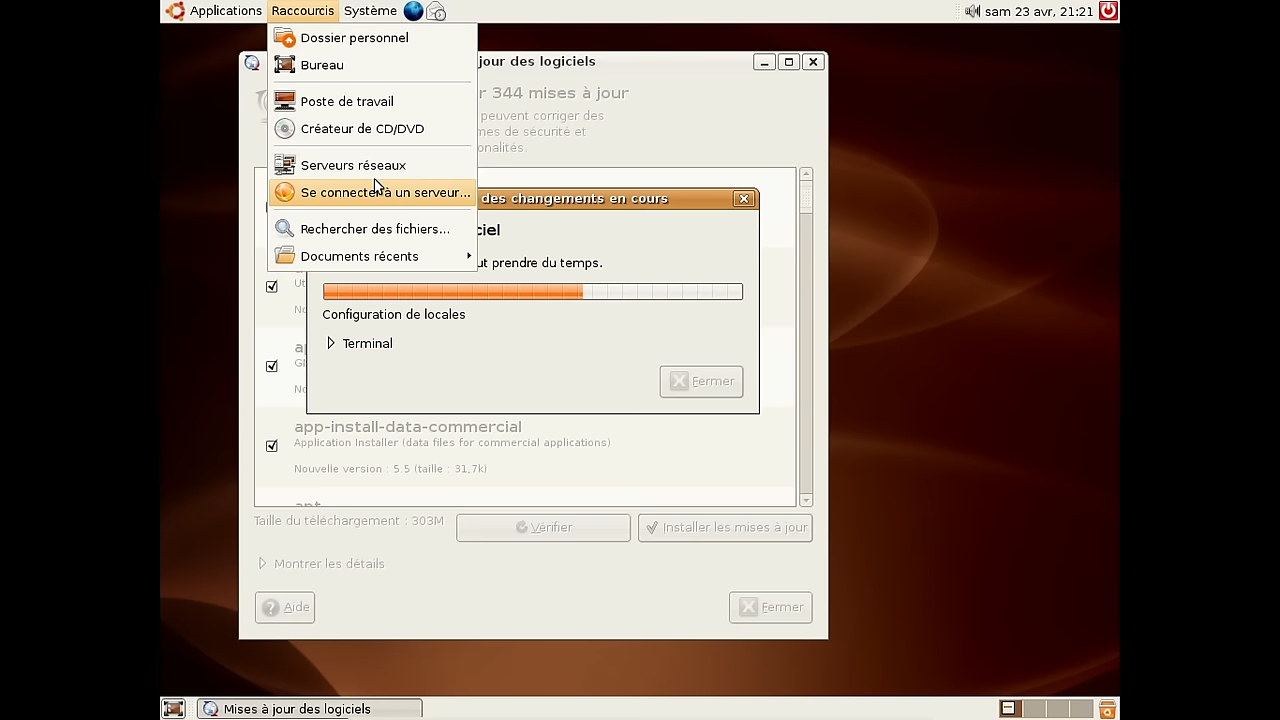 Applications Raccourcis Système sam 23 avr, 21:21
Dossier personnel
Bureau
Poste de travail
Créateur de CD/DVD
Serveurs réseaux
Se connecter à un serveur...
Rechercher des fichiers...
Documents récents
jour des logiciels
344 mises à jour
peuvent corriger des
mes de sécurité et
onalités.
des changements en cours
ciel
ut prendre du temps.
Configuration de locales
Terminal
Fermer
app-install-data-commercial
Application Installer (data files for commercial applications)
Nouvelle version : 5.5 (taille : 31,7k)
Taille du téléchargement : 303M
Vérifier
Installer les mises à jour
Montrer les détails
Aide
Fermer
Mises à jour des logiciels